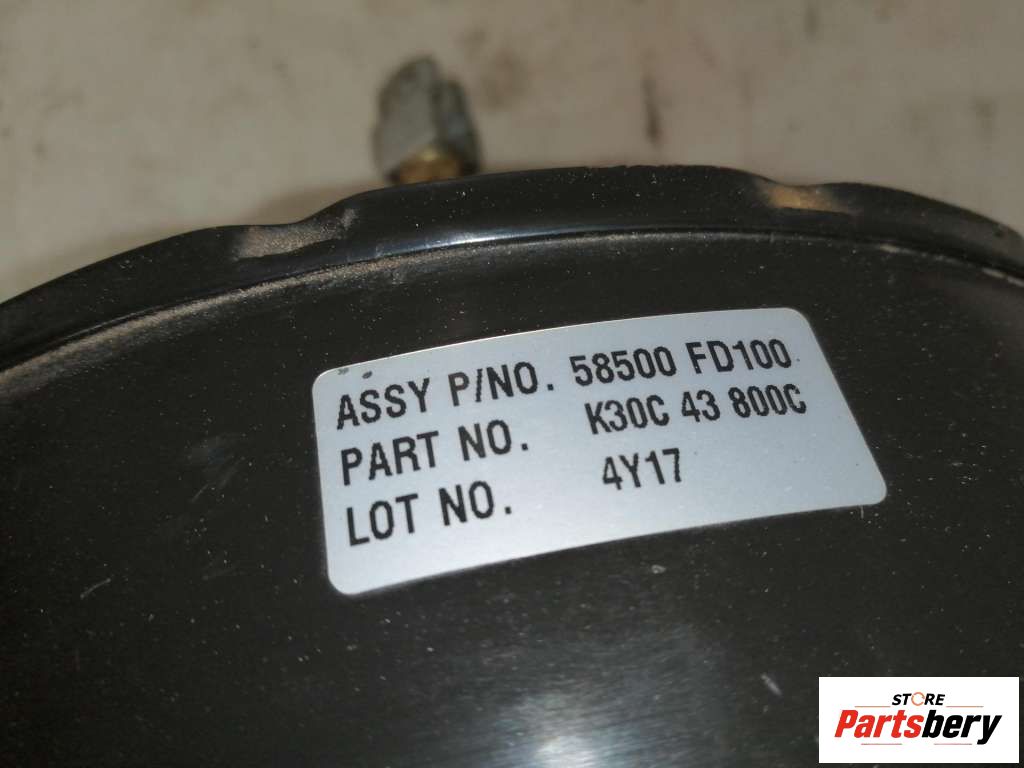 ASSY P/NO. 58500 FD100
PART NO. K30C 43 800C
LOT NO. 4Y17
STORE
Partsbery